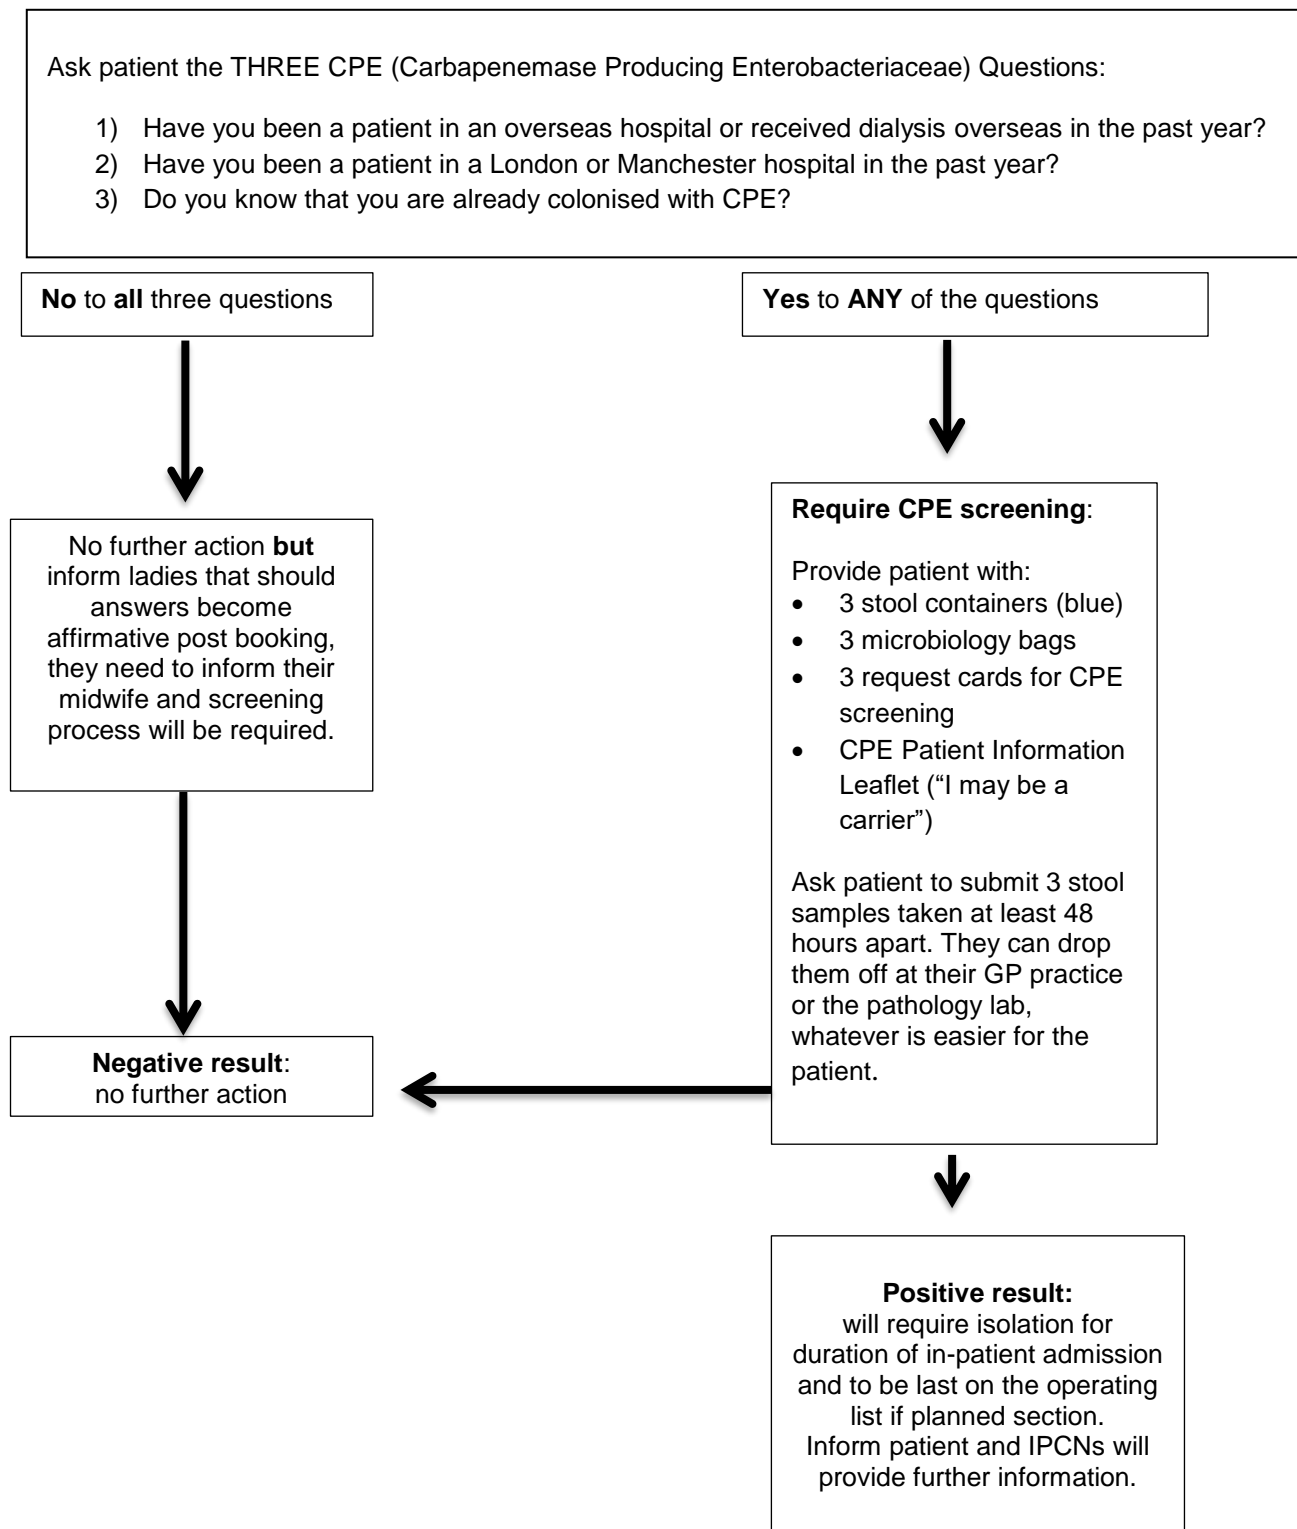 Ask patient the THREE CPE (Carbapenemase Producing Enterobacteriaceae) Questions:
1) Have you been a patient in an overseas hospital or received dialysis overseas in the past year?
2) Have you been a patient in a London or Manchester hospital in the past year?
3) Do you know that you are already colonised with CPE?
No to all three questions
Yes to ANY of the questions
No further action but
inform ladies that should
answers become
affirmative post booking,
they need to inform their
midwife and screening
process will be required.
Require CPE screening:
Provide patient with:
• 3 stool containers (blue)
• 3 microbiology bags
• 3 request cards for CPE
screening
• CPE Patient Information
Leaflet (“I may be a
carrier”)
Ask patient to submit 3 stool
samples taken at least 48
hours apart. They can drop
them off at their GP practice
or the pathology lab,
whatever is easier for the
patient.
Negative result:
no further action
Positive result:
will require isolation for
duration of in-patient admission
and to be last on the operating
list if planned section.
Inform patient and IPCNs will
provide further information.